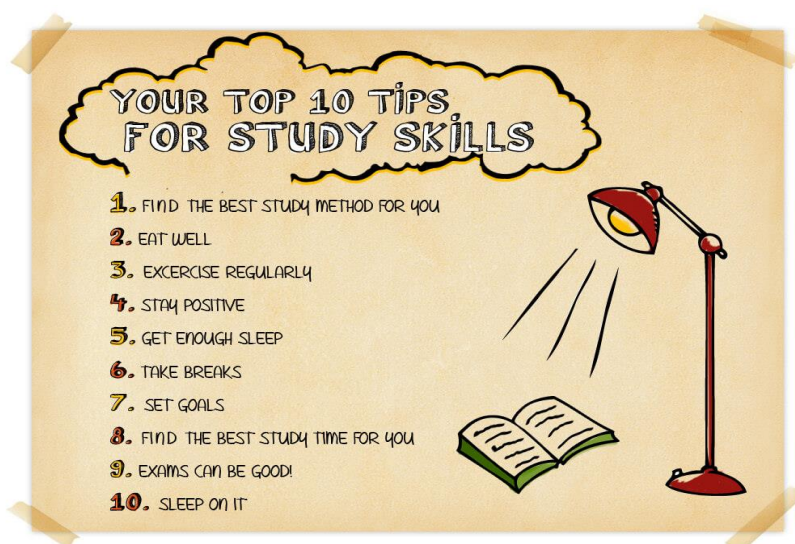 YOUR TOP 10 TIPS
FOR STUDY SKILLS
1. FIND THE BEST STUDY METHOD FOR YOU
2. EAT WELL
3. EXCERCISE REGULARLY
4. STAY POSITIVE
5. GET ENOUGH SLEEP
6. TAKE BREAKS
7. SET GOALS
8. FIND THE BEST STUDY TIME FOR YOU
9. EXAMS CAN BE GOOD!
10. SLEEP ON IT